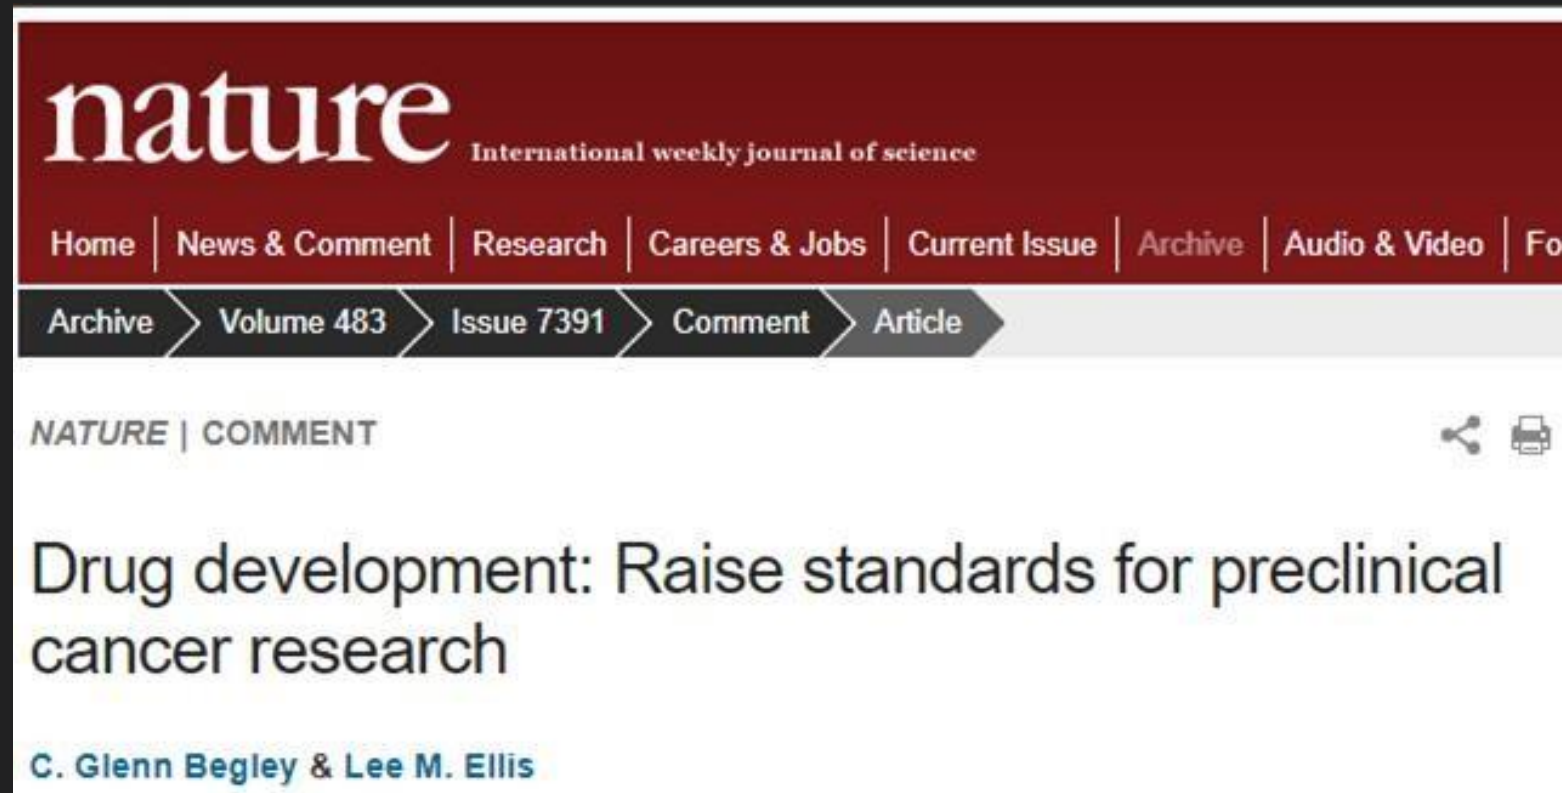 nature International weekly journal of science
Home | News & Comment | Research | Careers & Jobs | Current Issue | Archive | Audio & Video |
Archive Volume 483 Issue 7391 Comment Article
NATURE | COMMENT
Drug development: Raise standards for preclinical
cancer research
C. Glenn Begley & Lee M. Ellis